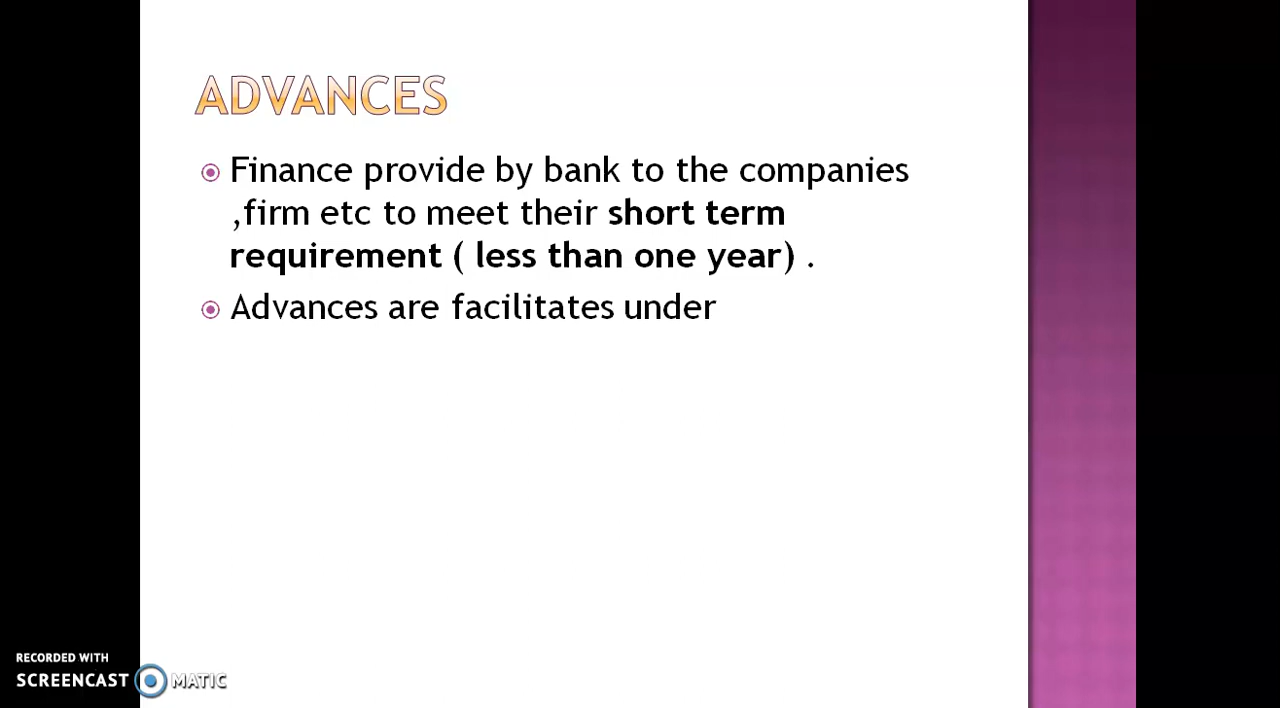 ADVANCES
Finance provide by bank to the companies
,firm etc to meet their short term
requirement ( less than one year) .
Advances are facilitates under
RECORDED WITH
SCREENCAST MATIC